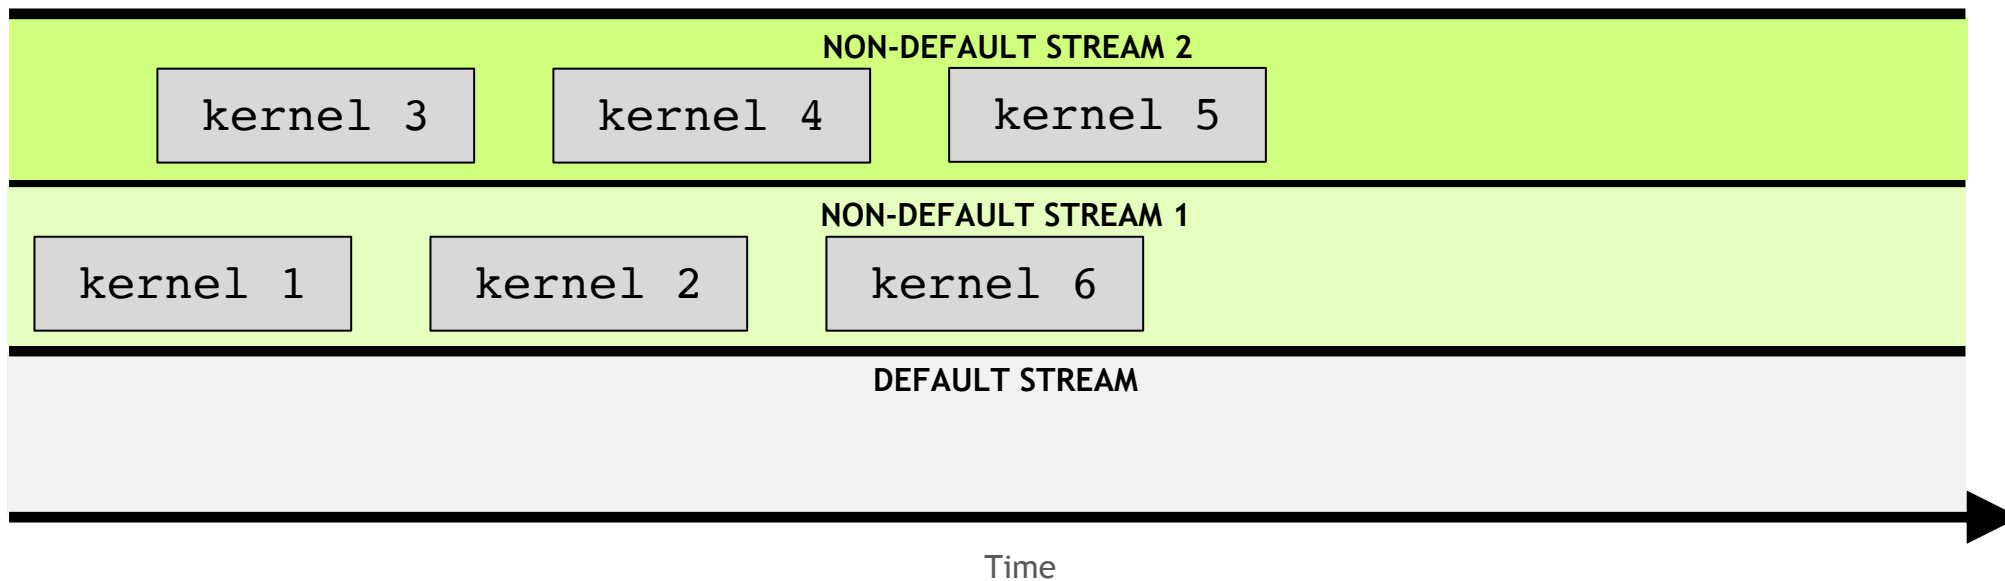 NON-DEFAULT STREAM 2
kernel 3
kernel 4
kernel 5
NON-DEFAULT STREAM 1
kernel 1
kernel 2
kernel 6
DEFAULT STREAM
Time